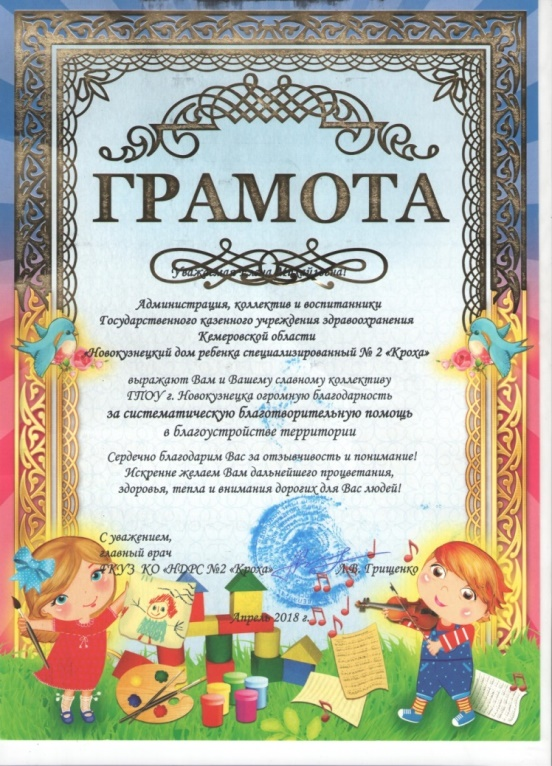 ГРАМОТА
Уважаемая Елена
Администрация, коллектив и воспитанники
Государственного казенного учреждения здравоохранения
Кемеровской области
«Новокузнецкий дом ребенка специализированный № 2 «Кроха»
выражают Вам и Вашему славному коллективу
ГПОУ г. Новокузнецка огромную благодарность
за систематическую благотворительную помощь
в благоустройстве территории
Сердечно благодарим Вас за отзывчивость и понимание!
Искренне желаем Вам дальнейшего процветания,
здоровья, тепла и внимания дорогих для Вас людей!
С уважением,
главный врач
ГКУЗ КО «НДРС №2 «Кроха» Л.В. Грищенко
Апрель 2018 г.